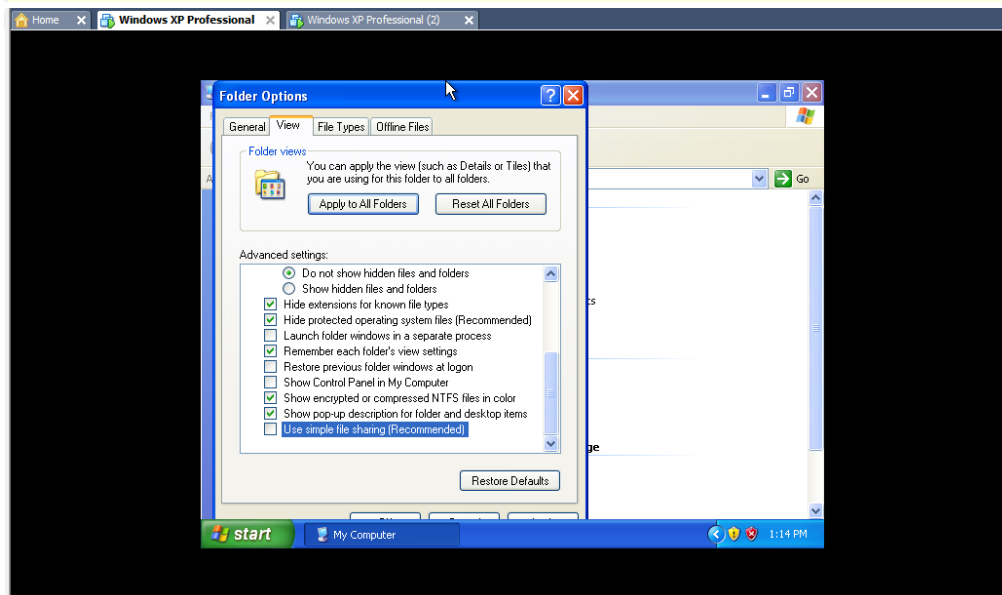 Home
Windows XP Professional
Windows XP Professional (2)
Folder Options
General View File Types Offline Files
Folder views
You can apply the view (such as Details or Tiles) that
you are using for this folder to all folders.
Apply to All Folders Reset All Folders
Go
Advanced settings:
Do not show hidden files and folders
Show hidden files and folders
Hide extensions for known file types
Hide protected operating system files (Recommended)
Launch folder windows in a separate process
Remember each folder's view settings
Restore previous folder windows at logon
Show Control Panel in My Computer
Show encrypted or compressed NTFS files in color
Show pop-up description for folder and desktop items
Use simple file sharing (Recommended)
Restore Defaults
start
My Computer
1:14 PM